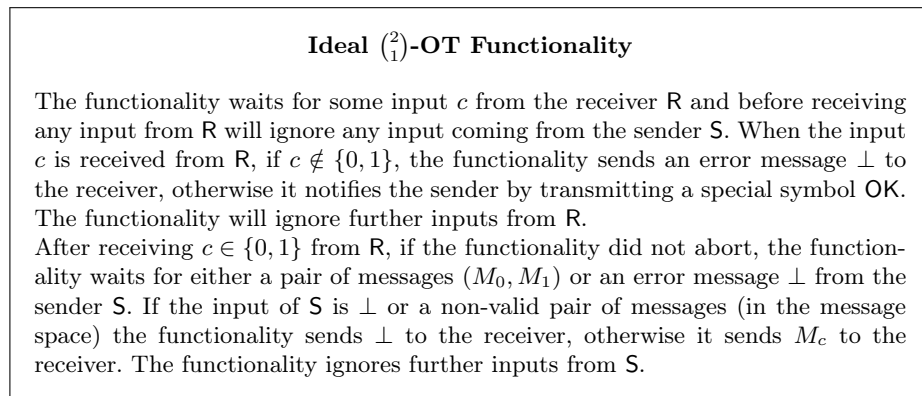 Ideal $\binom{2}{1}$-OT Functionality
The functionality waits for some input $c$ from the receiver R and before receiving
any input from R will ignore any input coming from the sender S. When the input
$c$ is received from R, if $c \notin \{0, 1\}$, the functionality sends an error message ⊥ to
the receiver, otherwise it notifies the sender by transmitting a special symbol OK.
The functionality will ignore further inputs from R.
After receiving $c \in \{0, 1\}$ from R, if the functionality did not abort, the function-
ality waits for either a pair of messages $(M_0, M_1)$ or an error message ⊥ from the
sender S. If the input of S is ⊥ or a non-valid pair of messages (in the message
space) the functionality sends ⊥ to the receiver, otherwise it sends $M_c$ to the
receiver. The functionality ignores further inputs from S.